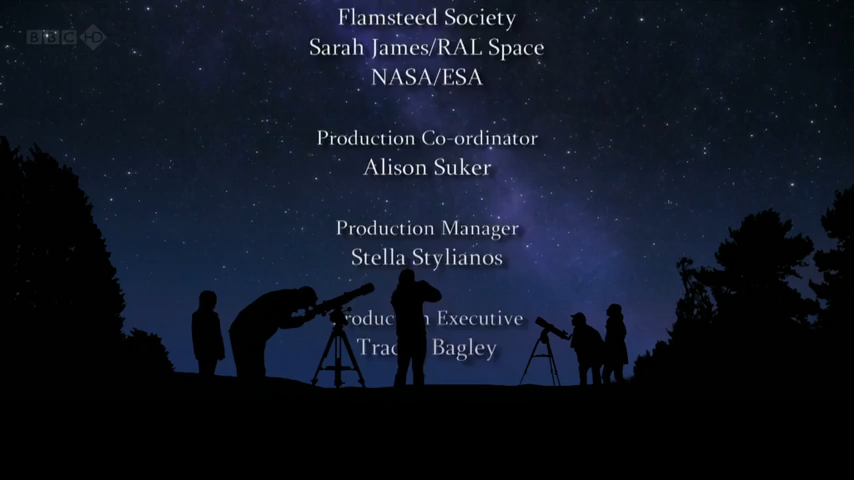 BBC HD
Flamsteed Society
Sarah James/RAL Space
NASA/ESA
Production Co-ordinator
Alison Suker
Production Manager
Stella Stylianos
Executive
Bagley